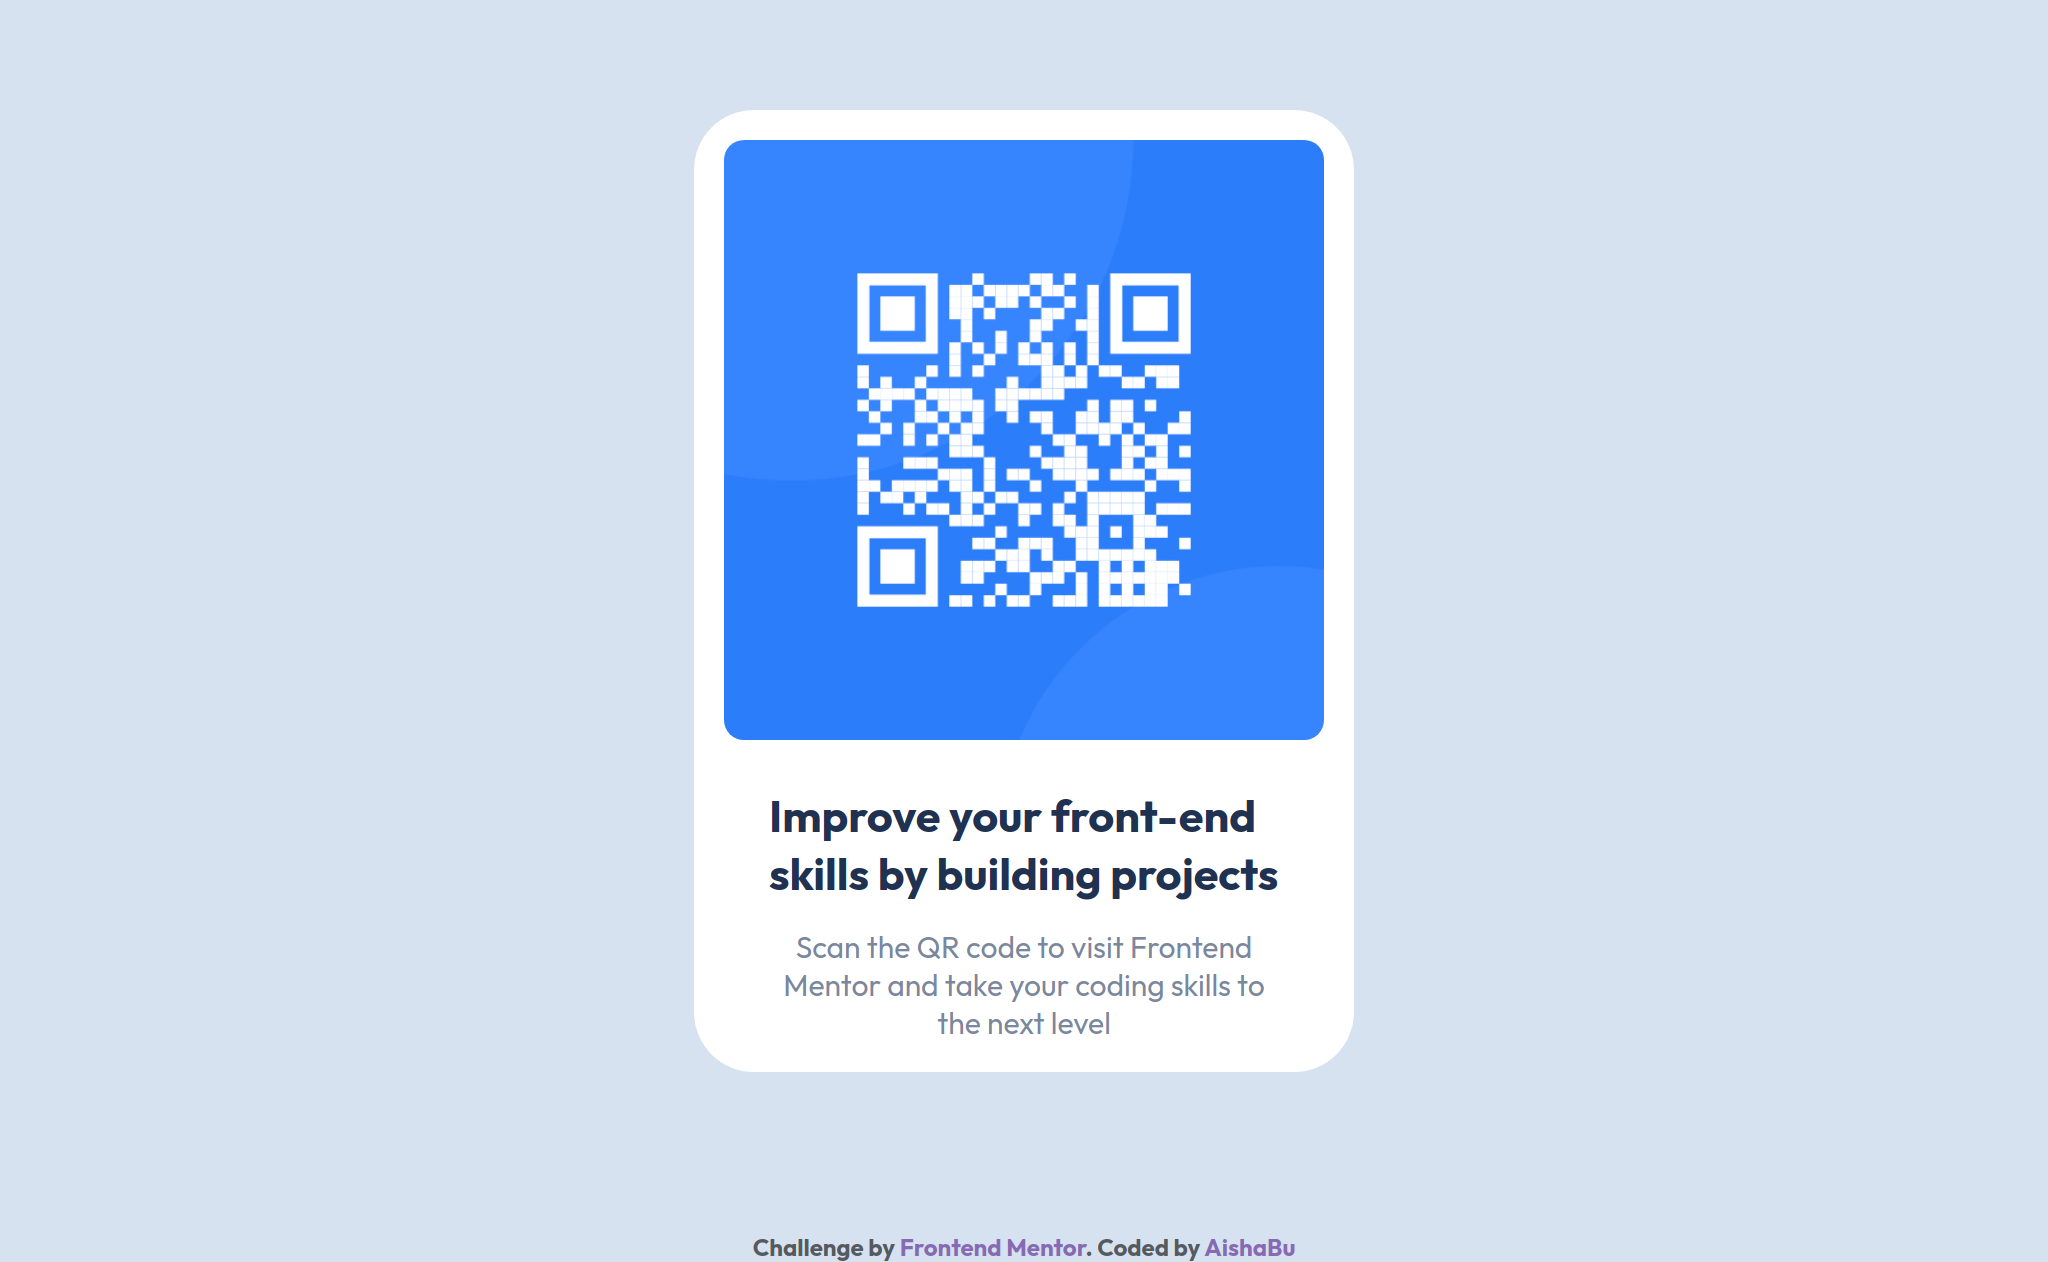 Improve your front-end
skills by building projects
Scan the QR code to visit Frontend
Mentor and take your coding skills to
the next level
Challenge by Frontend Mentor. Coded by AishaBu